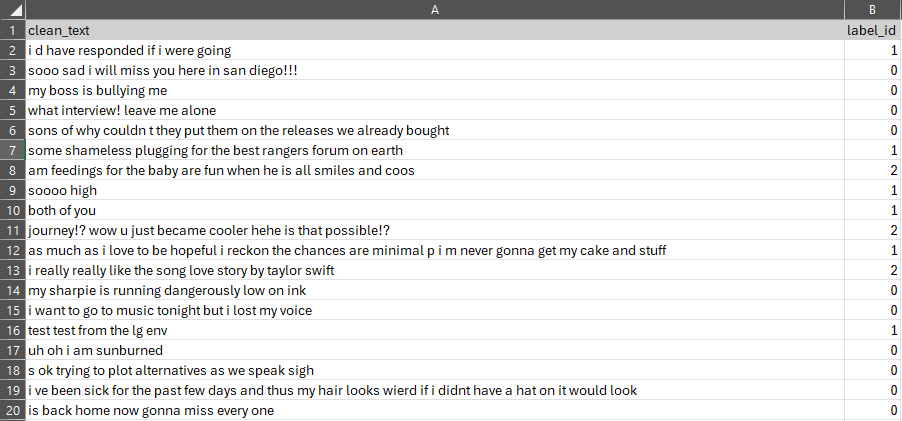 A B
1 clean_text label_id
2 i d have responded if i were going 1
3 sooo sad i will miss you here in san diego!!! 0
4 my boss is bullying me 0
5 what interview! leave me alone 0
6 sons of why couldn t they put them on the releases we already bought 0
7 some shameless plugging for the best rangers forum on earth 1
8 am feedings for the baby are fun when he is all smiles and coos 2
9 soooo high 1
10 both of you 1
11 journey!? wow u just became cooler hehe is that possible!? 2
12 as much as i love to be hopeful i reckon the chances are minimal p i m never gonna get my cake and stuff 1
13 i really really like the song love story by taylor swift 2
14 my sharpie is running dangerously low on ink 0
15 i want to go to music tonight but i lost my voice 0
16 test test from the lg env 1
17 uh oh i am sunburned 0
18 s ok trying to plot alternatives as we speak sigh 0
19 i ve been sick for the past few days and thus my hair looks wierd if i didnt have a hat on it would look 0
20 is back home now gonna miss every one 0